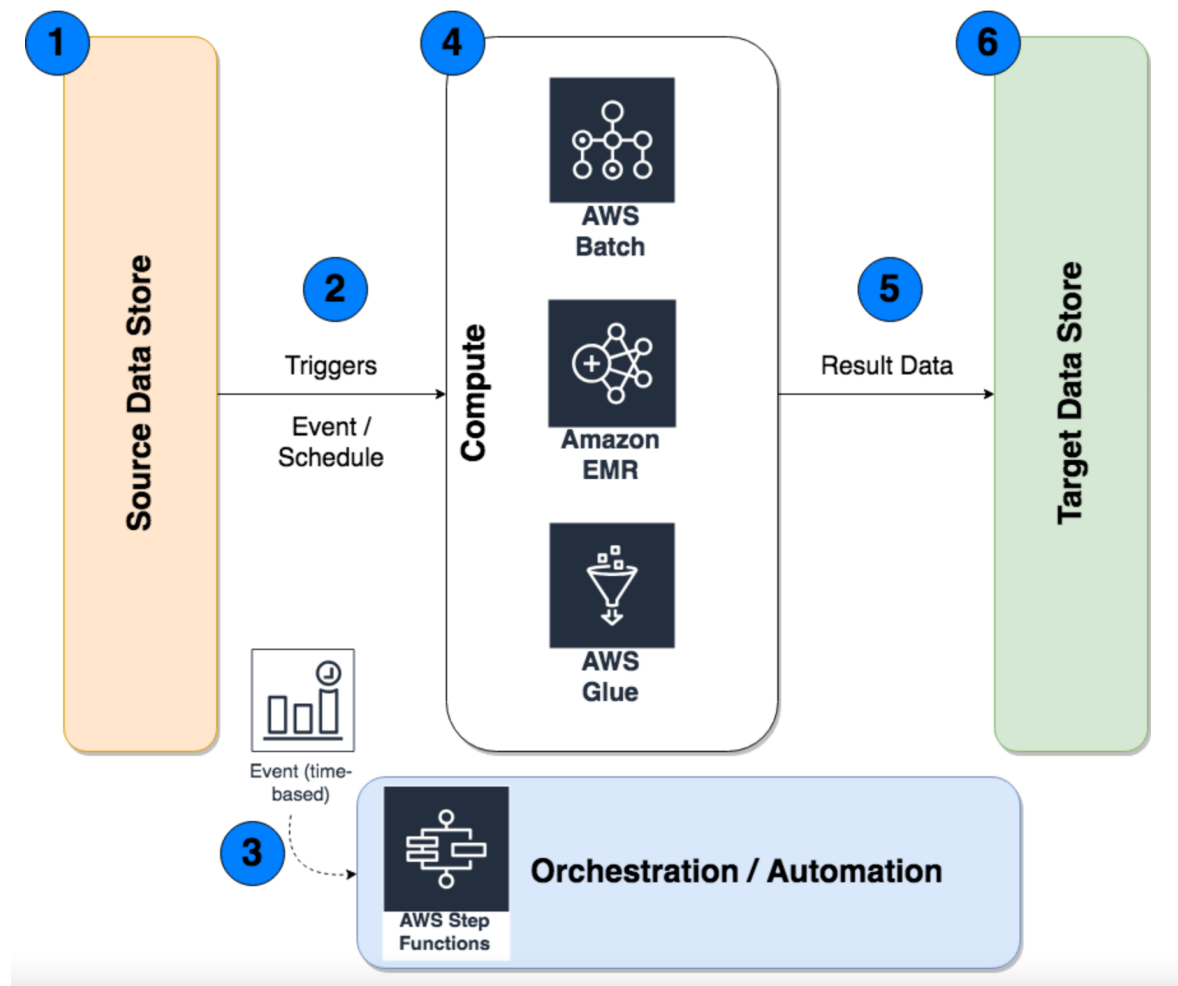 1
4
6
AWS
Batch
2
5
Source Data Store
Triggers
Event /
Schedule
Compute
Amazon
EMR
Result Data
Target Data Store
AWS
Glue
Event (time-
based)
3
AWS Step
Functions
Orchestration / Automation